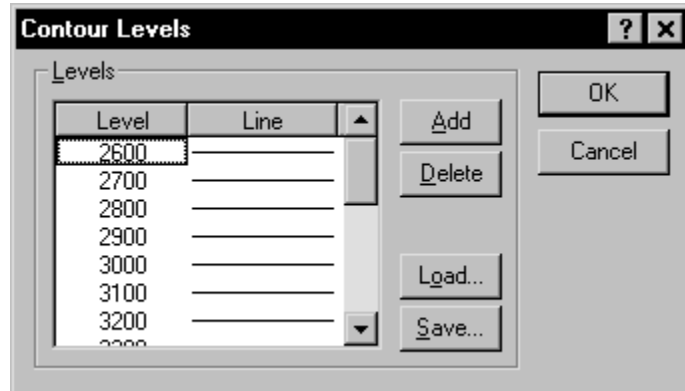 Contour Levels
Levels
Level Line
2600
2700
2800
2900
3000
3100
3200
Add
Delete
Load...
Save...
OK
Cancel